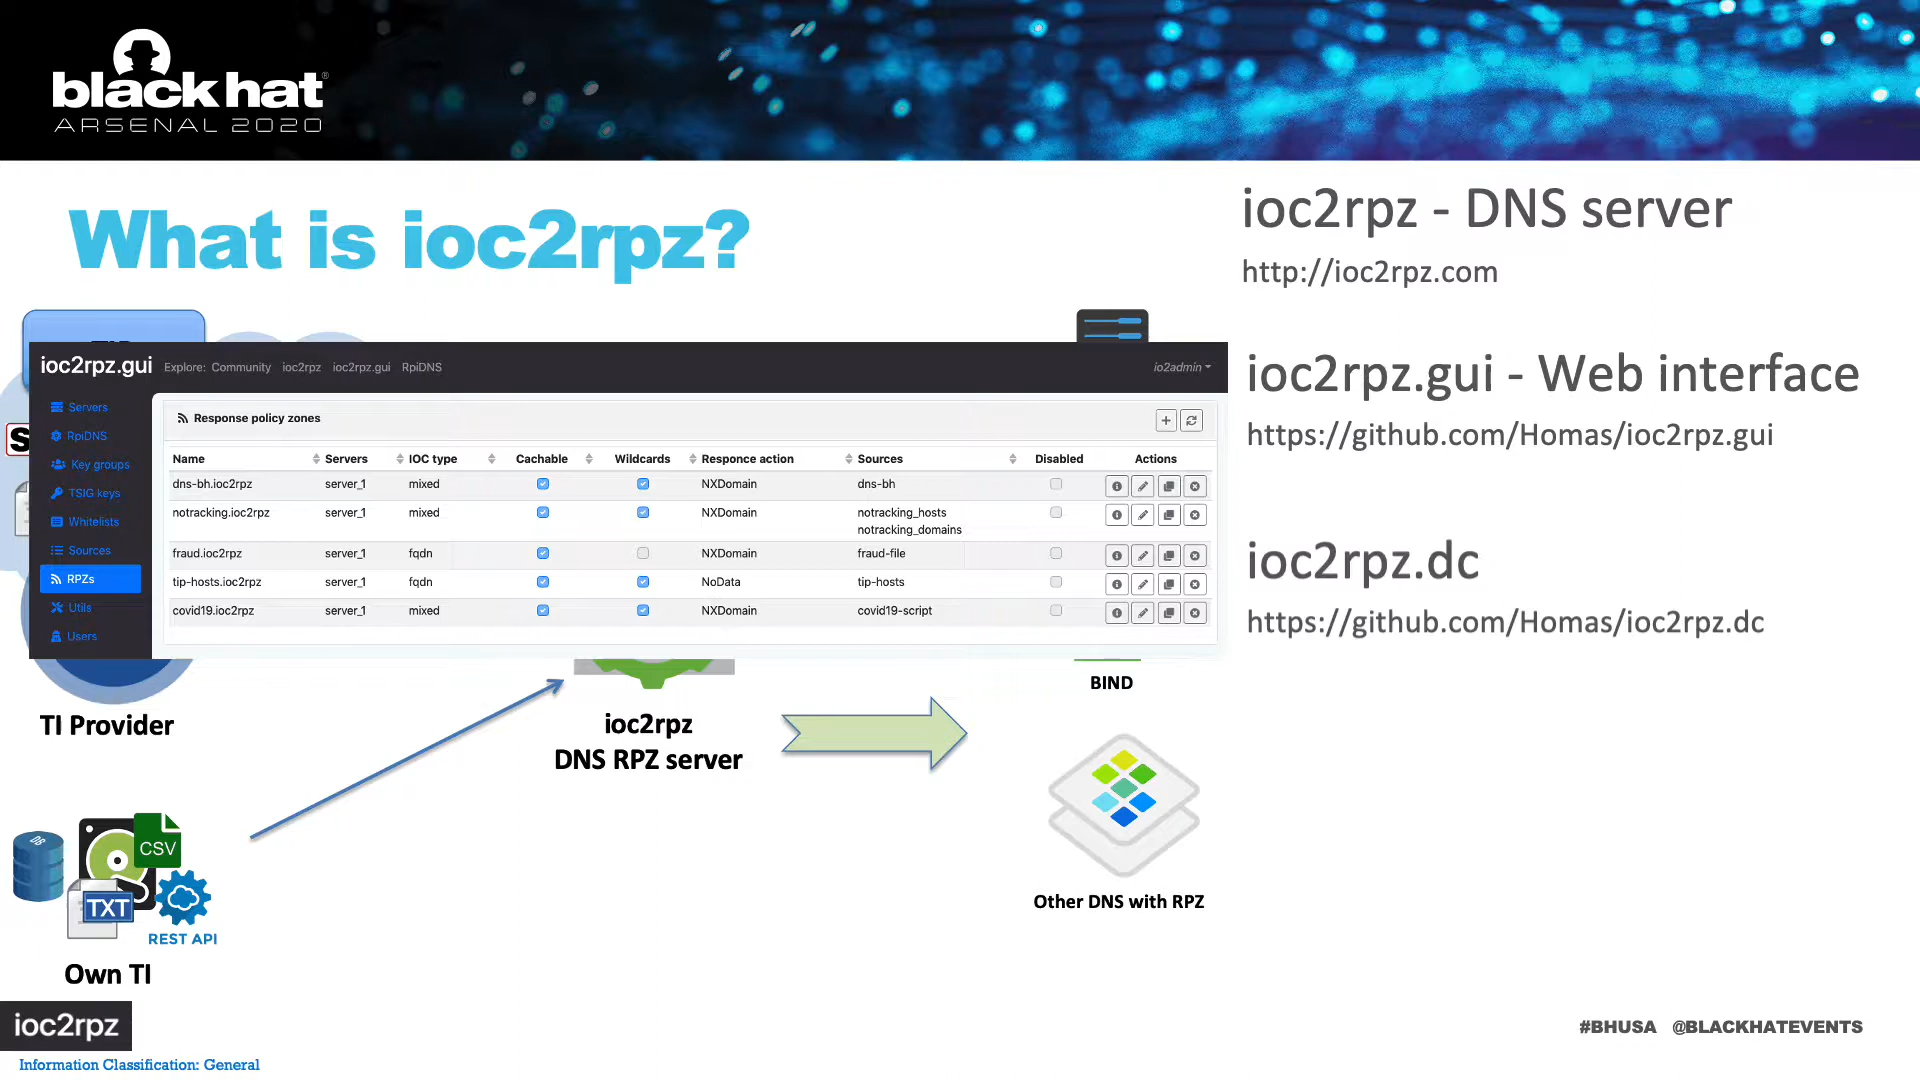 black hat®
ARSENAL 2020
What is ioc2rpz?
ioc2rpz - DNS server
http://ioc2rpz.com
ioc2rpz.gui - Web interface
https://github.com/Homas/ioc2rpz.gui
ioc2rpz.dc
https://github.com/Homas/ioc2rpz.dc
ioc2rpz.gui Explore: Community ioc2rpz ioc2rpz.gui RpiDNS io2admin
Servers
RpiDNS
Key groups
TSIG keys
Whitelists
Sources
RPZs
Utils
Users
Response policy zones
Name Servers IOC type Cachable Wildcards Responce action Sources Disabled Actions
dns-bh.ioc2rpz server_1 mixed NXDomain dns-bh
notracking.ioc2rpz server_1 mixed NXDomain notracking_hosts
notracking_domains
fraud.ioc2rpz server_1 fqdn NXDomain fraud-file
tip-hosts.ioc2rpz server_1 fqdn NoData tip-hosts
covid19.ioc2rpz server_1 mixed NXDomain covid19-script
TI Provider
ioc2rpz
DNS RPZ server
BIND
Other DNS with RPZ
DB
CSV
TXT
REST API
Own TI
ioc2rpz
Information Classification: General
#BHUSA @BLACKHATEVENTS